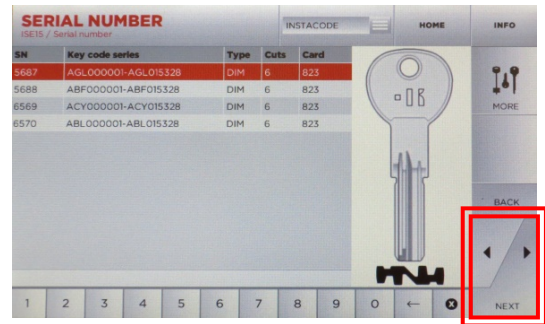 SERIAL NUMBER
ISE15 / Serial number
INSTACODE
HOME
INFO
SN Key code series Type Cuts Card
5687 AGL000001-AGL015328 DIM 6 823
5688 ABF000001-ABF015328 DIM 6 823
6569 ACY000001-ACY015328 DIM 6 823
6570 ABL000001-ABL015328 DIM 6 823
MORE
BACK
NEXT
1 2 3 4 5 6 7 8 9 0 ←